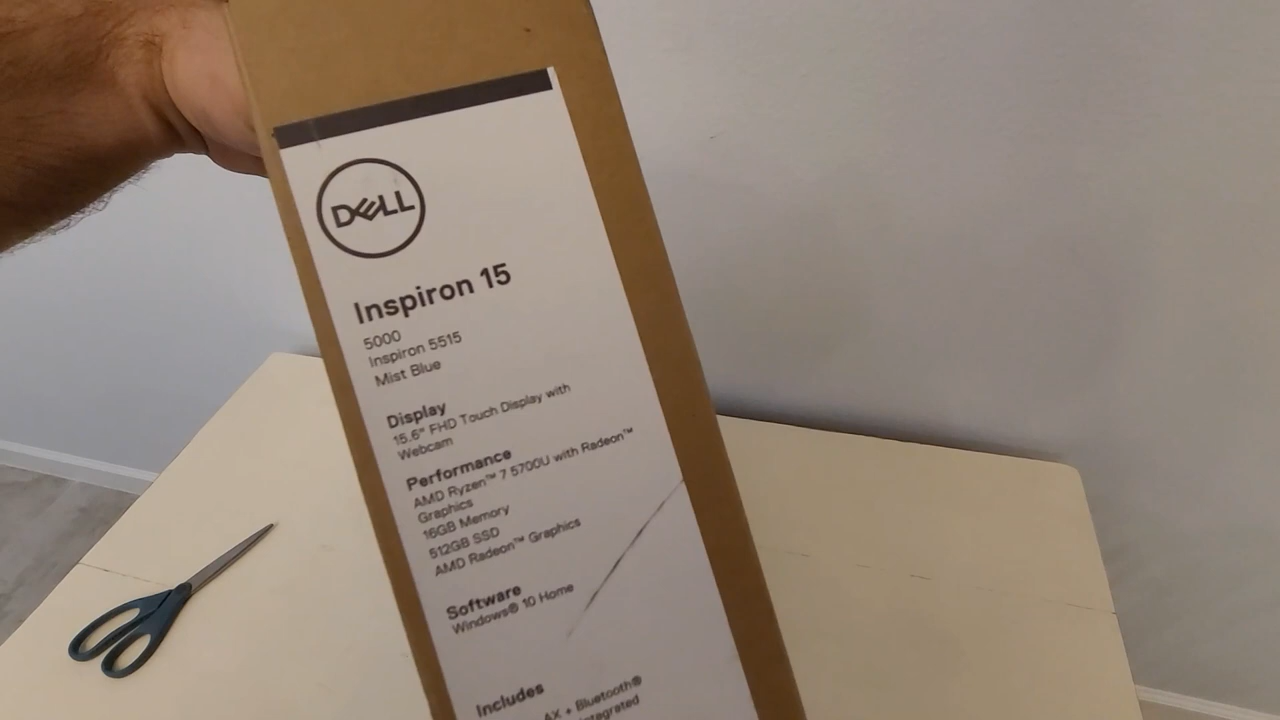 DELL
Inspiron 15
5000
Inspiron 5515
Mist Blue
Display
15.6" FHD Touch Display with
Webcam
Performance
AMD Ryzen™ 7 5700U with Radeon™
Graphics
16GB Memory
512GB SSD
AMD Radeon™ Graphics
Software
Windows® 10 Home
Includes
AX + Bluetooth®